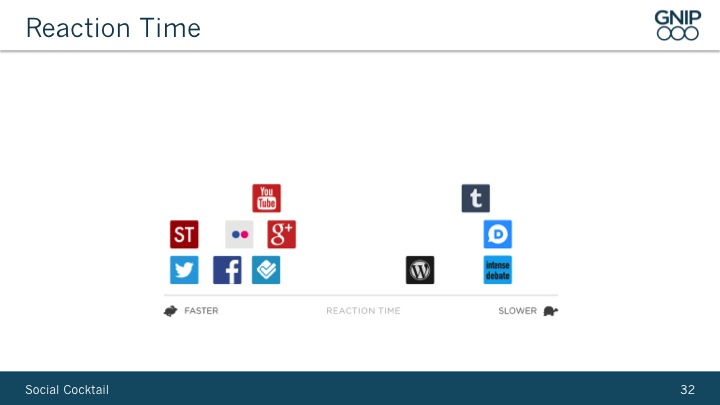 Reaction Time
GNIP
You
Tube
t
ST
g+
D
f
W
intense
debate
FASTER
REACTION TIME
SLOWER
Social Cocktail
32